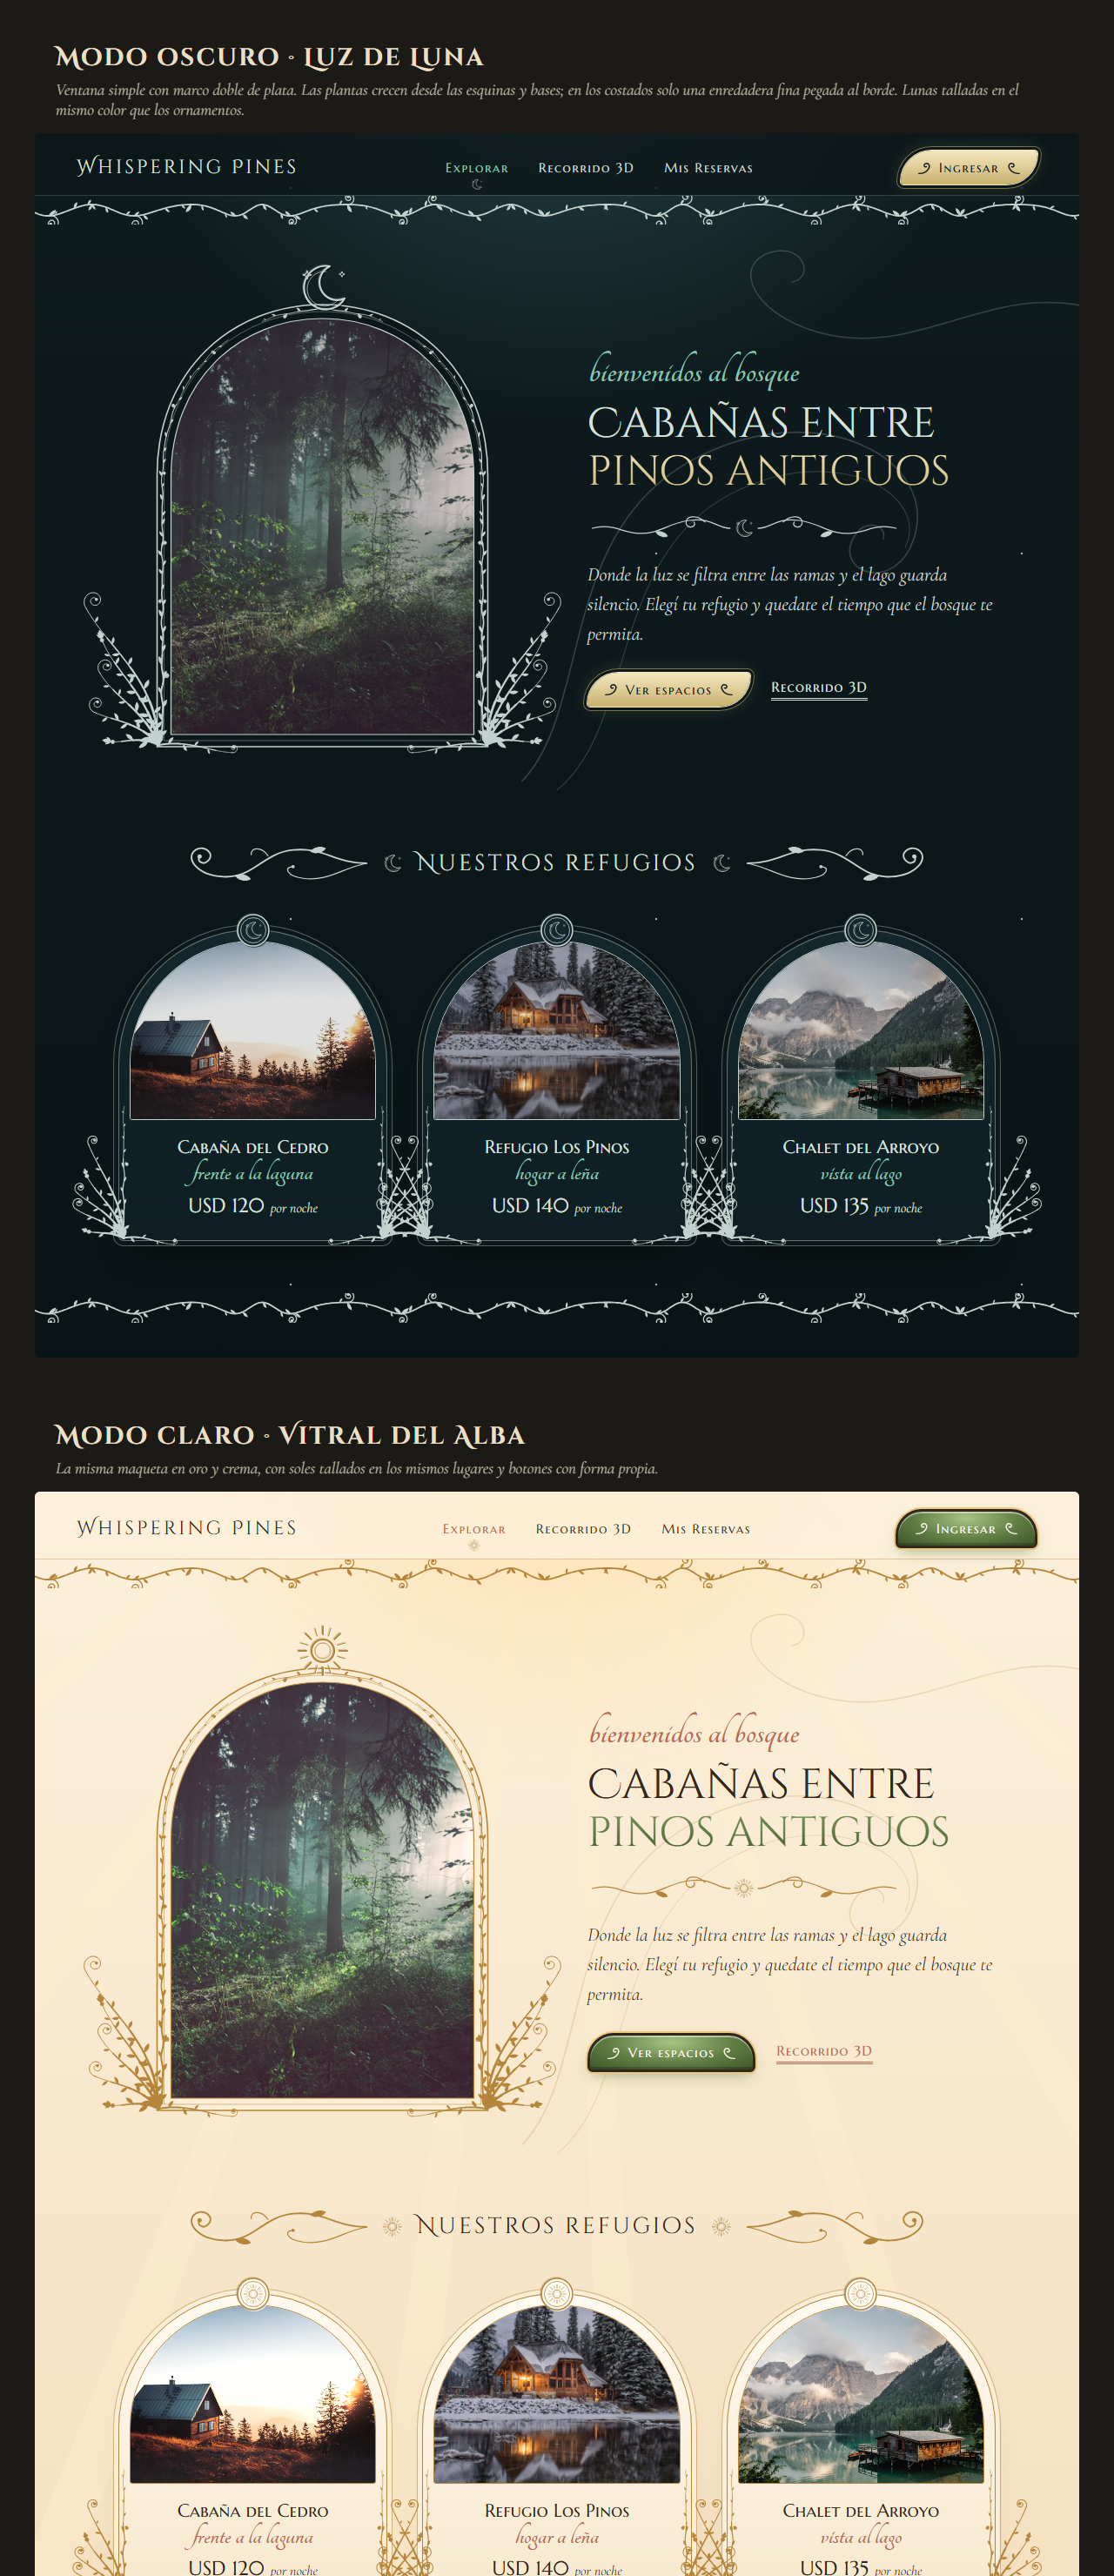 Modo oscuro · Luz de Luna
Ventana simple con marco doble de plata. Las plantas crecen desde las esquinas y bases; en los costados solo una enredadera fina pegada al borde. Lunas talladas en el
mismo color que los ornamentos.
Whispering Pines
Explorar
Recorrido 3D
Mis Reservas
Ingresar
bienvenidos al bosque
Cabañas entre
pinos antiguos
Donde la luz se filtra entre las ramas y el lago guarda
silencio. Elegí tu refugio y quedate el tiempo que el bosque te
permita.
Ver espacios
Recorrido 3D
Nuestros refugios
Cabaña del Cedro
frente a la laguna
USD 120 por noche
Refugio Los Pinos
hogar a leña
USD 140 por noche
Chalet del Arroyo
vista al lago
USD 135 por noche
Modo claro · Vitral del Alba
La misma maqueta en oro y crema, con soles tallados en los mismos lugares y botones con forma propia.
Whispering Pines
Explorar
Recorrido 3D
Mis Reservas
Ingresar
bienvenidos al bosque
Cabañas entre
pinos antiguos
Donde la luz se filtra entre las ramas y el lago guarda
silencio. Elegí tu refugio y quedate el tiempo que el bosque te
permita.
Ver espacios
Recorrido 3D
Nuestros refugios
Cabaña del Cedro
frente a la laguna
USD 120 por noche
Refugio Los Pinos
hogar a leña
USD 140 por noche
Chalet del Arroyo
vista al lago
USD 135 por noche